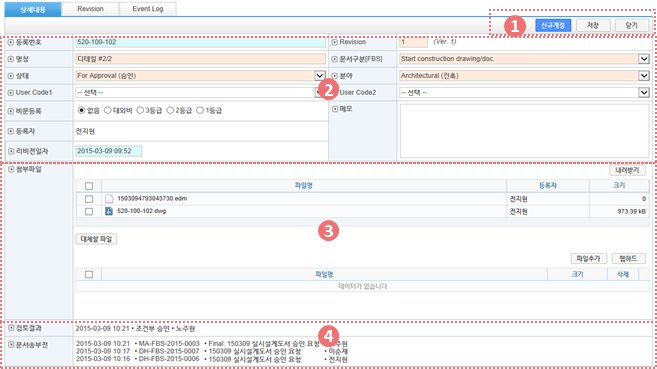 상세내용 Revision Event Log
1 신규개정 저장 닫기
등록번호 520-100-102 Revision 1 (Ver. 1)
명칭 디테일 #2/2 문서구분[FBS] Start construction drawing/doc.
상태 For Approval (승인) 분야 Architectural (건축)
User Code1 -- 선택 -- 2 User Code2 -- 선택 --
비문등록 없음 대외비 3등급 2등급 1등급 메모
등록자 전지현
리비전일자 2015-03-09 09:52
첨부파일 내려받기
파일명 등록자 크기
1503094793043730.edm 전지현 0
520-100-102.dwg 전지현 973.39 kB
3
대체할 파일
파일추가 웹하드
파일명 크기 삭제
데이터가 없습니다
검토결과 2015-03-09 10:21 • 조건부 승인 • 노주현
4
문서송부전 2015-03-09 10:21 • MA-FBS-2015-0003 • Final: 150309 실시설계도서 승인 요청 주현
2015-03-09 10:17 • DH-FBS-2015-0007 • 150309 실시설계도서 승인 요청 • 이순재
2015-03-09 10:16 • DH-FBS-2015-0006 • 150309 실시설계도서 승인 요청 • 전지현